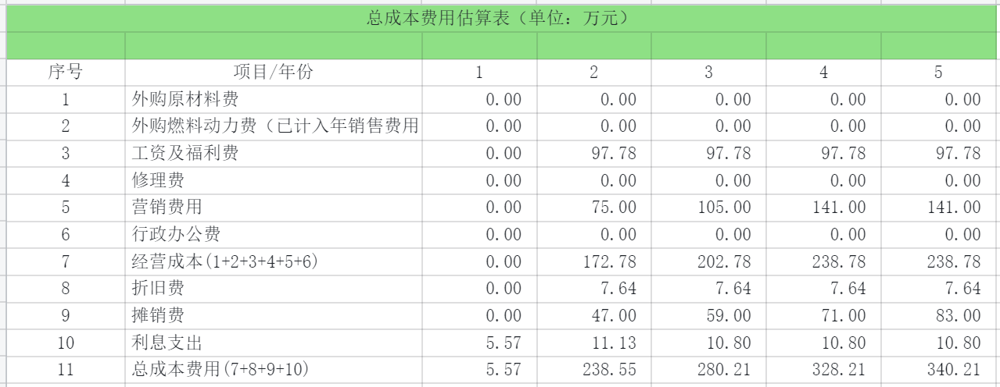 总成本费用估算表（单位：万元）
序号 项目/年份 1 2 3 4 5
1 外购原材料费 0.00 0.00 0.00 0.00 0.00
2 外购燃料动力费（已计入年销售费用 0.00 0.00 0.00 0.00 0.00
3 工资及福利费 0.00 97.78 97.78 97.78 97.78
4 修理费 0.00 0.00 0.00 0.00 0.00
5 营销费用 0.00 75.00 105.00 141.00 141.00
6 行政办公费 0.00 0.00 0.00 0.00 0.00
7 经营成本(1+2+3+4+5+6) 0.00 172.78 202.78 238.78 238.78
8 折旧费 0.00 7.64 7.64 7.64 7.64
9 摊销费 0.00 47.00 59.00 71.00 83.00
10 利息支出 5.57 11.13 10.80 10.80 10.80
11 总成本费用(7+8+9+10) 5.57 238.55 280.21 328.21 340.21